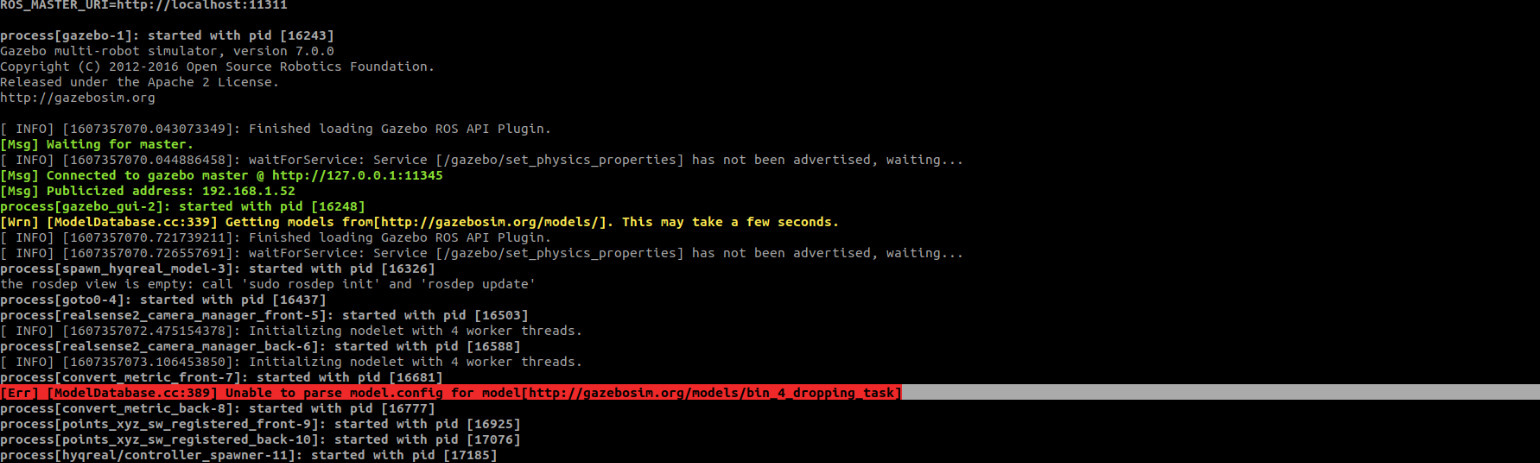 ROS_MASTER_URI=http://localhost:11311
process[gazebo-1]: started with pid [16243]
Gazebo multi-robot simulator, version 7.0.0
Copyright (C) 2012-2016 Open Source Robotics Foundation.
Released under the Apache 2 License.
http://gazebosim.org
[ INFO] [1607357070.043073349]: Finished loading Gazebo ROS API Plugin.
[Msg] Waiting for master.
[ INFO] [1607357070.044886458]: waitForService: Service [/gazebo/set_physics_properties] has not been advertised, waiting...
[Msg] Connected to gazebo master @ http://127.0.0.1:11345
[Msg] Publicized address: 192.168.1.52
process[gazebo_gui-2]: started with pid [16248]
[Wrn] [ModelDatabase.cc:339] Getting models from[http://gazebosim.org/models/]. This may take a few seconds.
[ INFO] [1607357070.721739211]: Finished loading Gazebo ROS API Plugin.
[ INFO] [1607357070.726557691]: waitForService: Service [/gazebo/set_physics_properties] has not been advertised, waiting...
process[spawn_hyqreal_model-3]: started with pid [16326]
the rosdep view is empty: call 'sudo rosdep init' and 'rosdep update'
process[goto0-4]: started with pid [16437]
process[realsense2_camera_manager_front-5]: started with pid [16503]
[ INFO] [1607357072.475154378]: Initializing nodelet with 4 worker threads.
process[realsense2_camera_manager_back-6]: started with pid [16588]
[ INFO] [1607357073.106453850]: Initializing nodelet with 4 worker threads.
process[convert_metric_front-7]: started with pid [16681]
[Err] [ModelDatabase.cc:389] Unable to parse model.config for model[http://gazebosim.org/models/bin_4_dropping_task]
process[convert_metric_back-8]: started with pid [16777]
process[points_xyz_sw_registered_front-9]: started with pid [16925]
process[points_xyz_sw_registered_back-10]: started with pid [17076]
process[hyqreal/controller_spawner-11]: started with pid [17185]